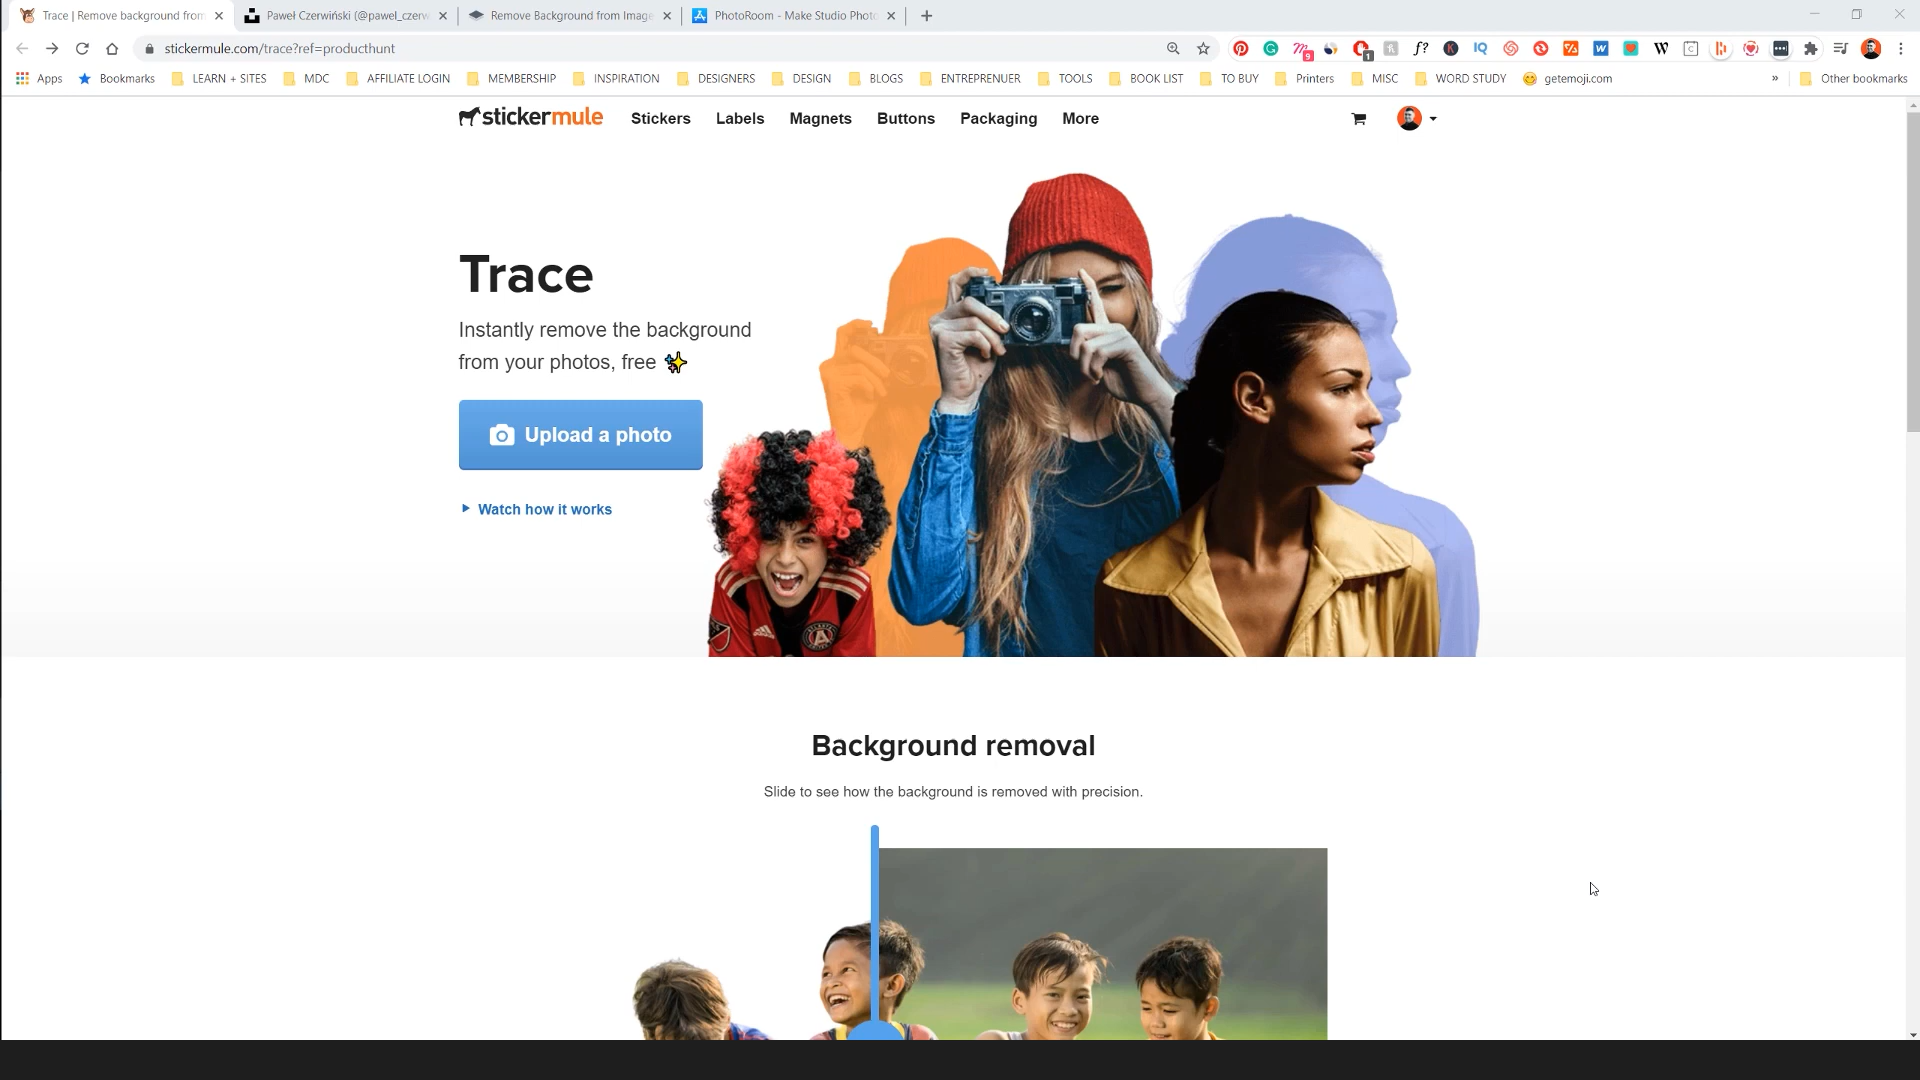 Trace | Remove background from
Paweł Czerwiński (@pawel_czerw
Remove Background from Image
PhotoRoom - Make Studio Photo
stickermule.com/trace?ref=producthunt
Apps
Bookmarks
LEARN + SITES
MDC
AFFILIATE LOGIN
MEMBERSHIP
INSPIRATION
DESIGNERS
DESIGN
BLOGS
ENTREPRENUER
TOOLS
BOOK LIST
TO BUY
Printers
MISC
WORD STUDY
getemoji.com
»
Other bookmarks
stickermule
Stickers
Labels
Magnets
Buttons
Packaging
More
Trace
Instantly remove the background
from your photos, free
Upload a photo
Watch how it works
Background removal
Slide to see how the background is removed with precision.